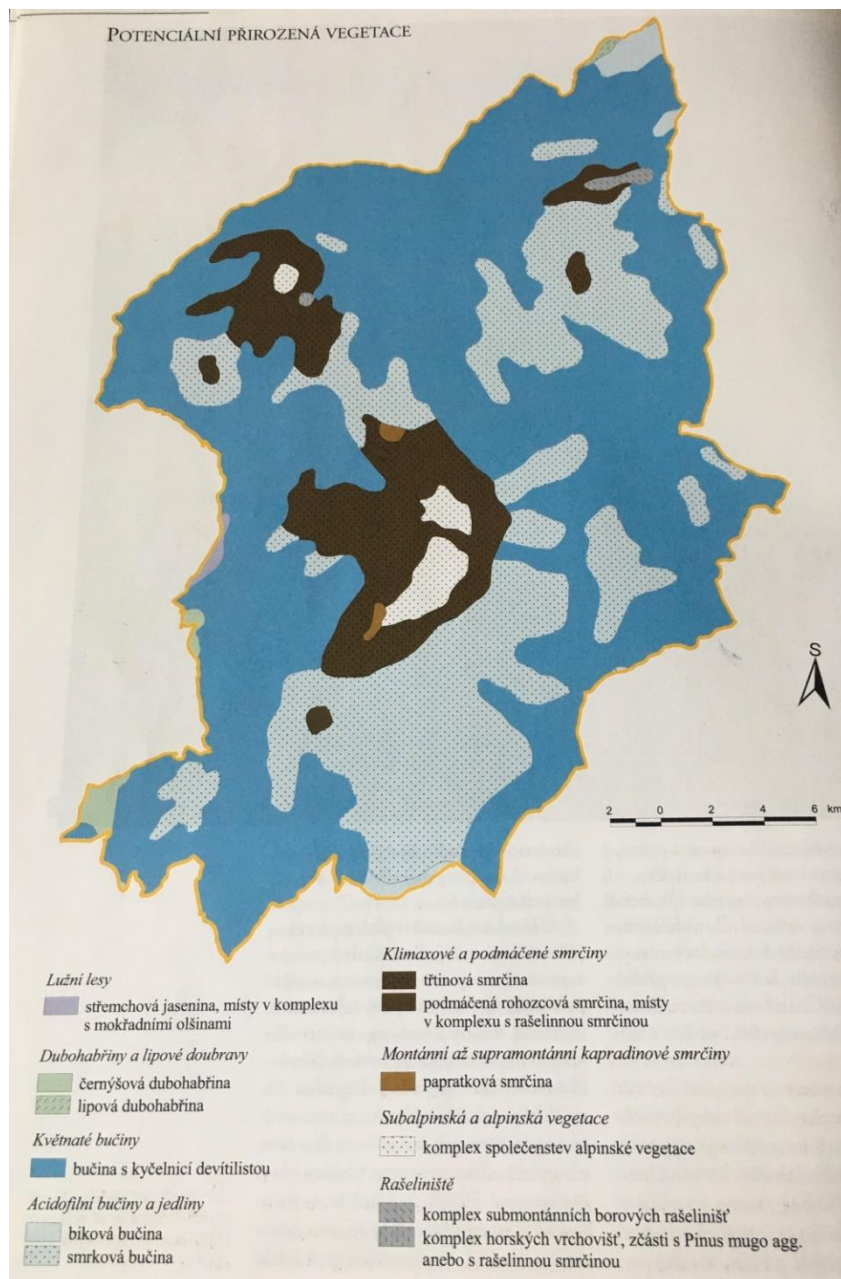 POTENCIÁLNÍ PŘIROZENÁ VEGETACE
S
2 0 2 4 6 km
Lužní lesy
střemchová jasenina, místy v komplexu
s mokřadními olšinami
Dubohabřiny a lipové doubravy
černýšová dubohabřina
lipová dubohabřina
Květnaté bučiny
bučina s kyčelnicí devítilistou
Acidofilní bučiny a jedliny
biková bučina
smrková bučina
Klimaxové a podmáčené smrčiny
třtinová smrčina
podmáčená rohozcová smrčina, místy
v komplexu s rašelinnou smrčinou
Montánní až supramontánní kapradinové smrčiny
papratková smrčina
Subalpinská a alpinská vegetace
komplex společenstev alpinské vegetace
Rašeliniště
komplex submontánních borových rašelinišť
komplex horských vrchovišť, zčásti s Pinus mugo agg.
anebo s rašelinnou smrčinou